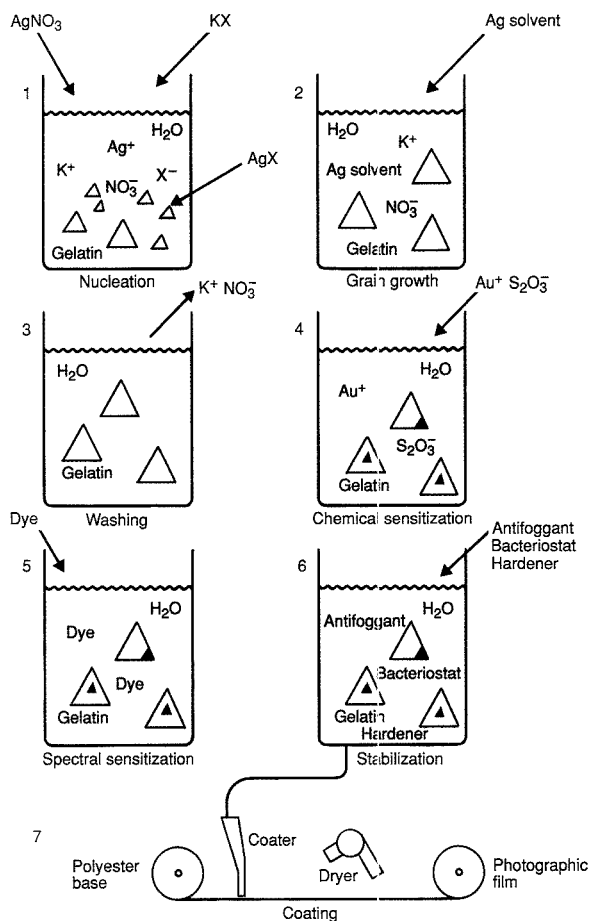 AgNO₃
KX
Ag solvent
1
H₂O
Ag⁺
K⁺
X⁻
AgX
NO₃⁻
Gelatin
Nucleation
2
H₂O
K⁺
Ag solvent
NO₃⁻
Gelatin
Grain growth
K⁺ NO₃⁻
3
H₂O
Gelatin
Washing
Au⁺ S₂O₃⁻
4
H₂O
Au⁺
S₂O₃⁻
Gelatin
Chemical sensitization
Dye
5
H₂O
Dye
Dye
Gelatin
Spectral sensitization
Antifoggant
Bacteriostat
Hardener
6
Antifoggant
H₂O
Bacteriostat
Gelatin
Hardener
Stabilization
7
Polyester
base
Coater
Dryer
Photographic
film
Coating